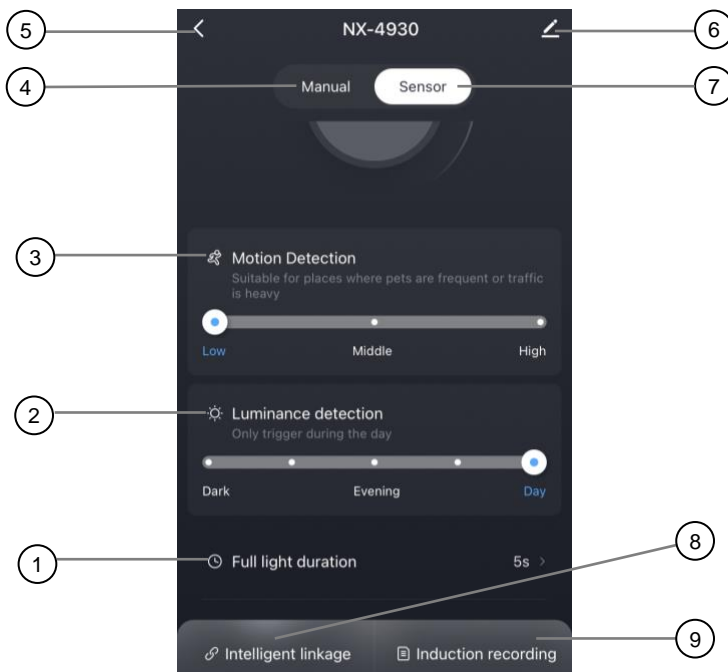 5
NX-4930
6
4
Manual
Sensor
7
3
Motion Detection
Suitable for places where pets are frequent or traffic
is heavy
Low
Middle
High
2
Luminance detection
Only trigger during the day
Dark
Evening
Day
8
1
Full light duration
5s
9
Intelligent linkage
Induction recording